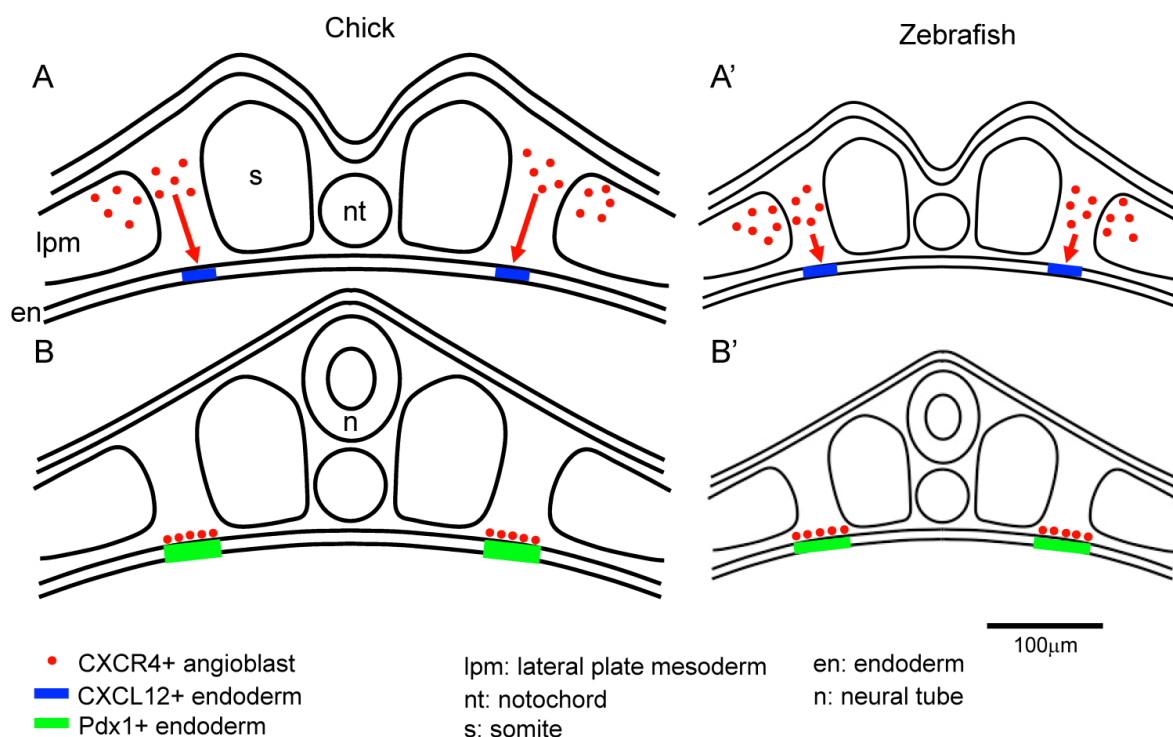 Chick
Zebrafish
A
A’
s
nt
lpm
en
B
B’
n
100μm
CXCR4+ angioblast
CXCL12+ endoderm
Pdx1+ endoderm
lpm: lateral plate mesoderm
nt: notochord
s: somite
en: endoderm
n: neural tube